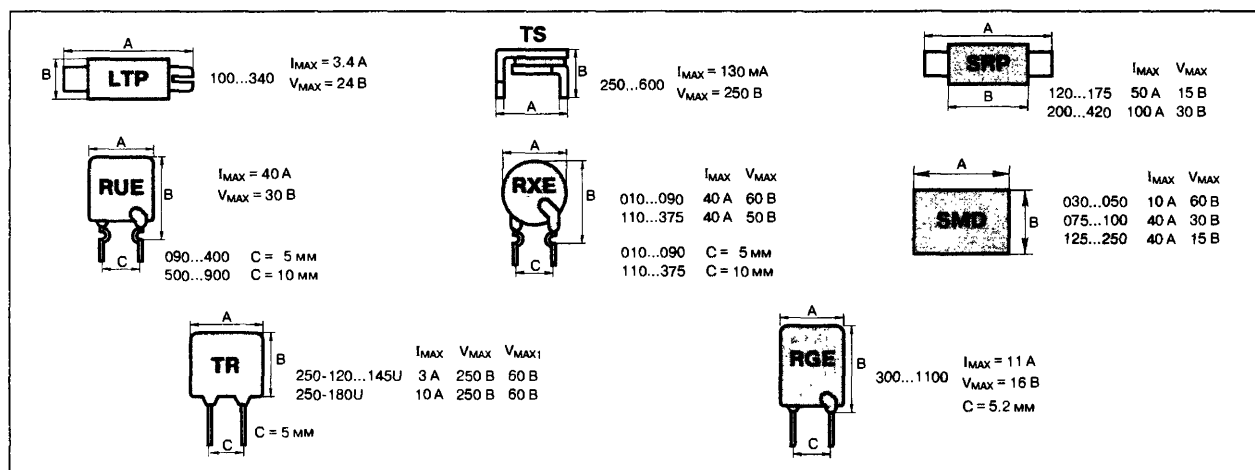 A
B
LTP
100...340
IMAX = 3.4 А
VMAX = 24 В
TS
B
A
250...600
IMAX = 130 мА
VMAX = 250 В
A
SRP
B
IMAX VMAX
120...175 50 А 15 В
200...420 100 А 30 В
A
RUE
B
C
IMAX = 40 А
VMAX = 30 В
090...400 C = 5 мм
500...900 C = 10 мм
A
RXE
B
C
IMAX VMAX
010...090 40 А 60 В
110...375 40 А 50 В
010...090 C = 5 мм
110...375 C = 10 мм
A
SMD
B
IMAX VMAX
030...050 10 А 60 В
075...100 40 А 30 В
125...250 40 А 15 В
A
TR
B
C
IMAX VMAX VMAX1
250-120...145U 3 А 250 В 60 В
250-180U 10 А 250 В 60 В
C = 5 мм
A
RGE
B
C
300...1100
IMAX = 11 А
VMAX = 16 В
C = 5.2 мм